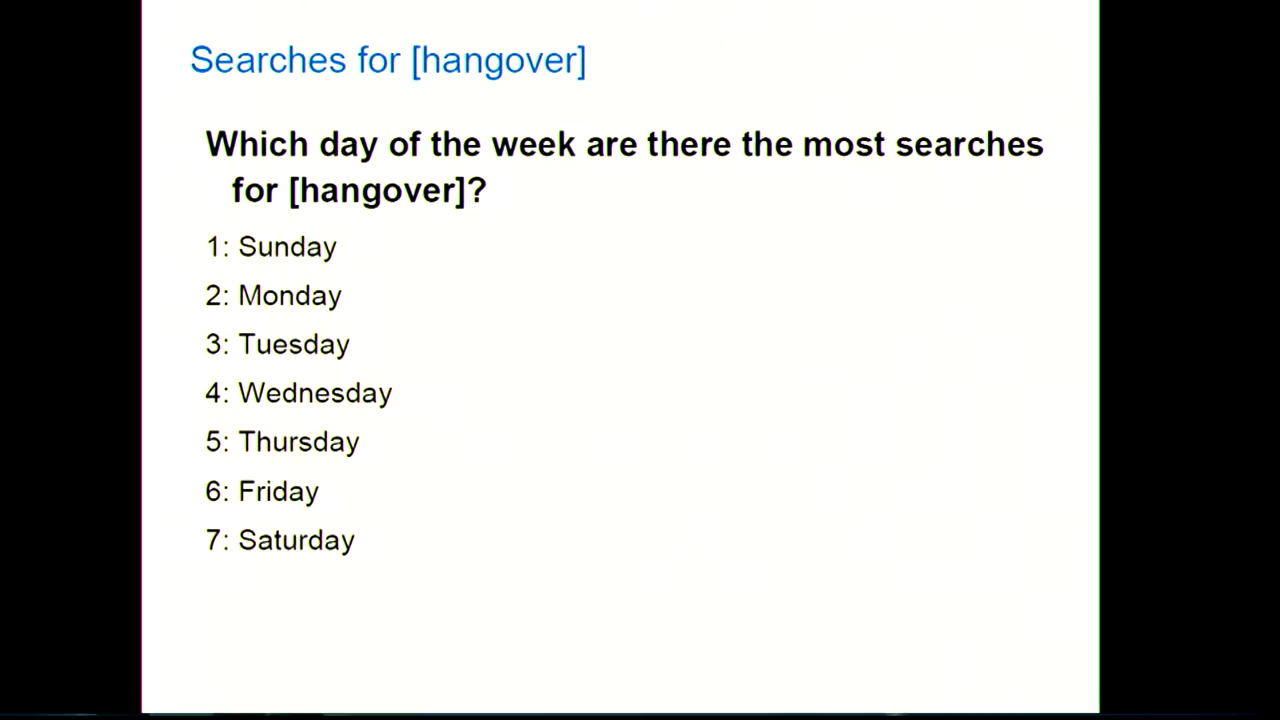 Searches for [hangover]
Which day of the week are there the most searches
for [hangover]?
1: Sunday
2: Monday
3: Tuesday
4: Wednesday
5: Thursday
6: Friday
7: Saturday